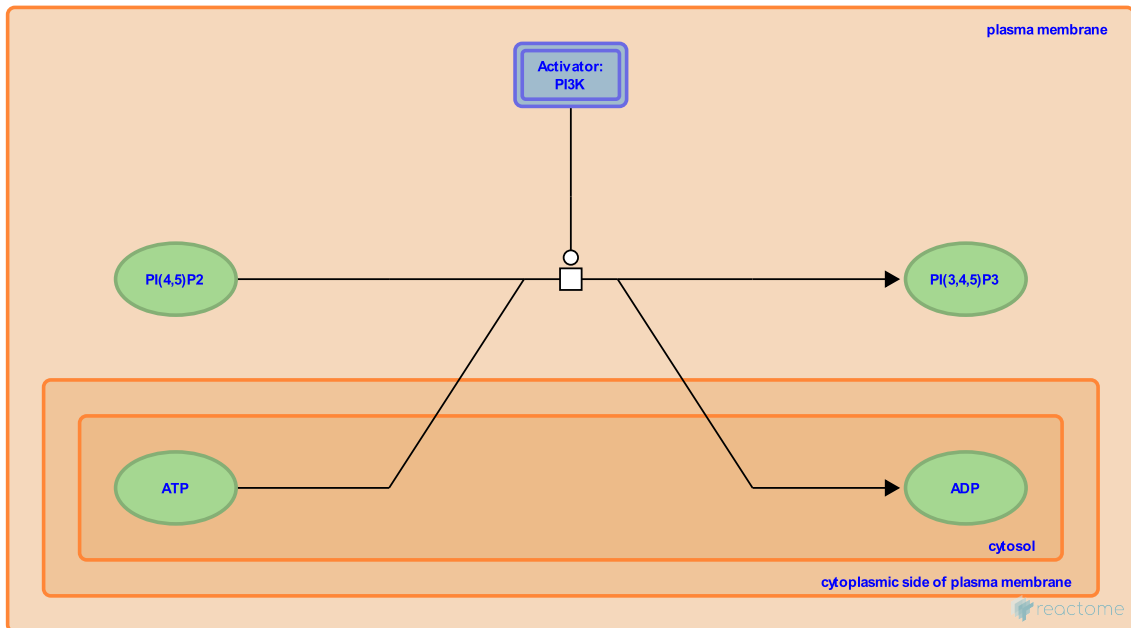 plasma membrane
Activator:
PI3K
PI(4,5)P2
PI(3,4,5)P3
ATP
ADP
cytosol
cytoplasmic side of plasma membrane
reactome